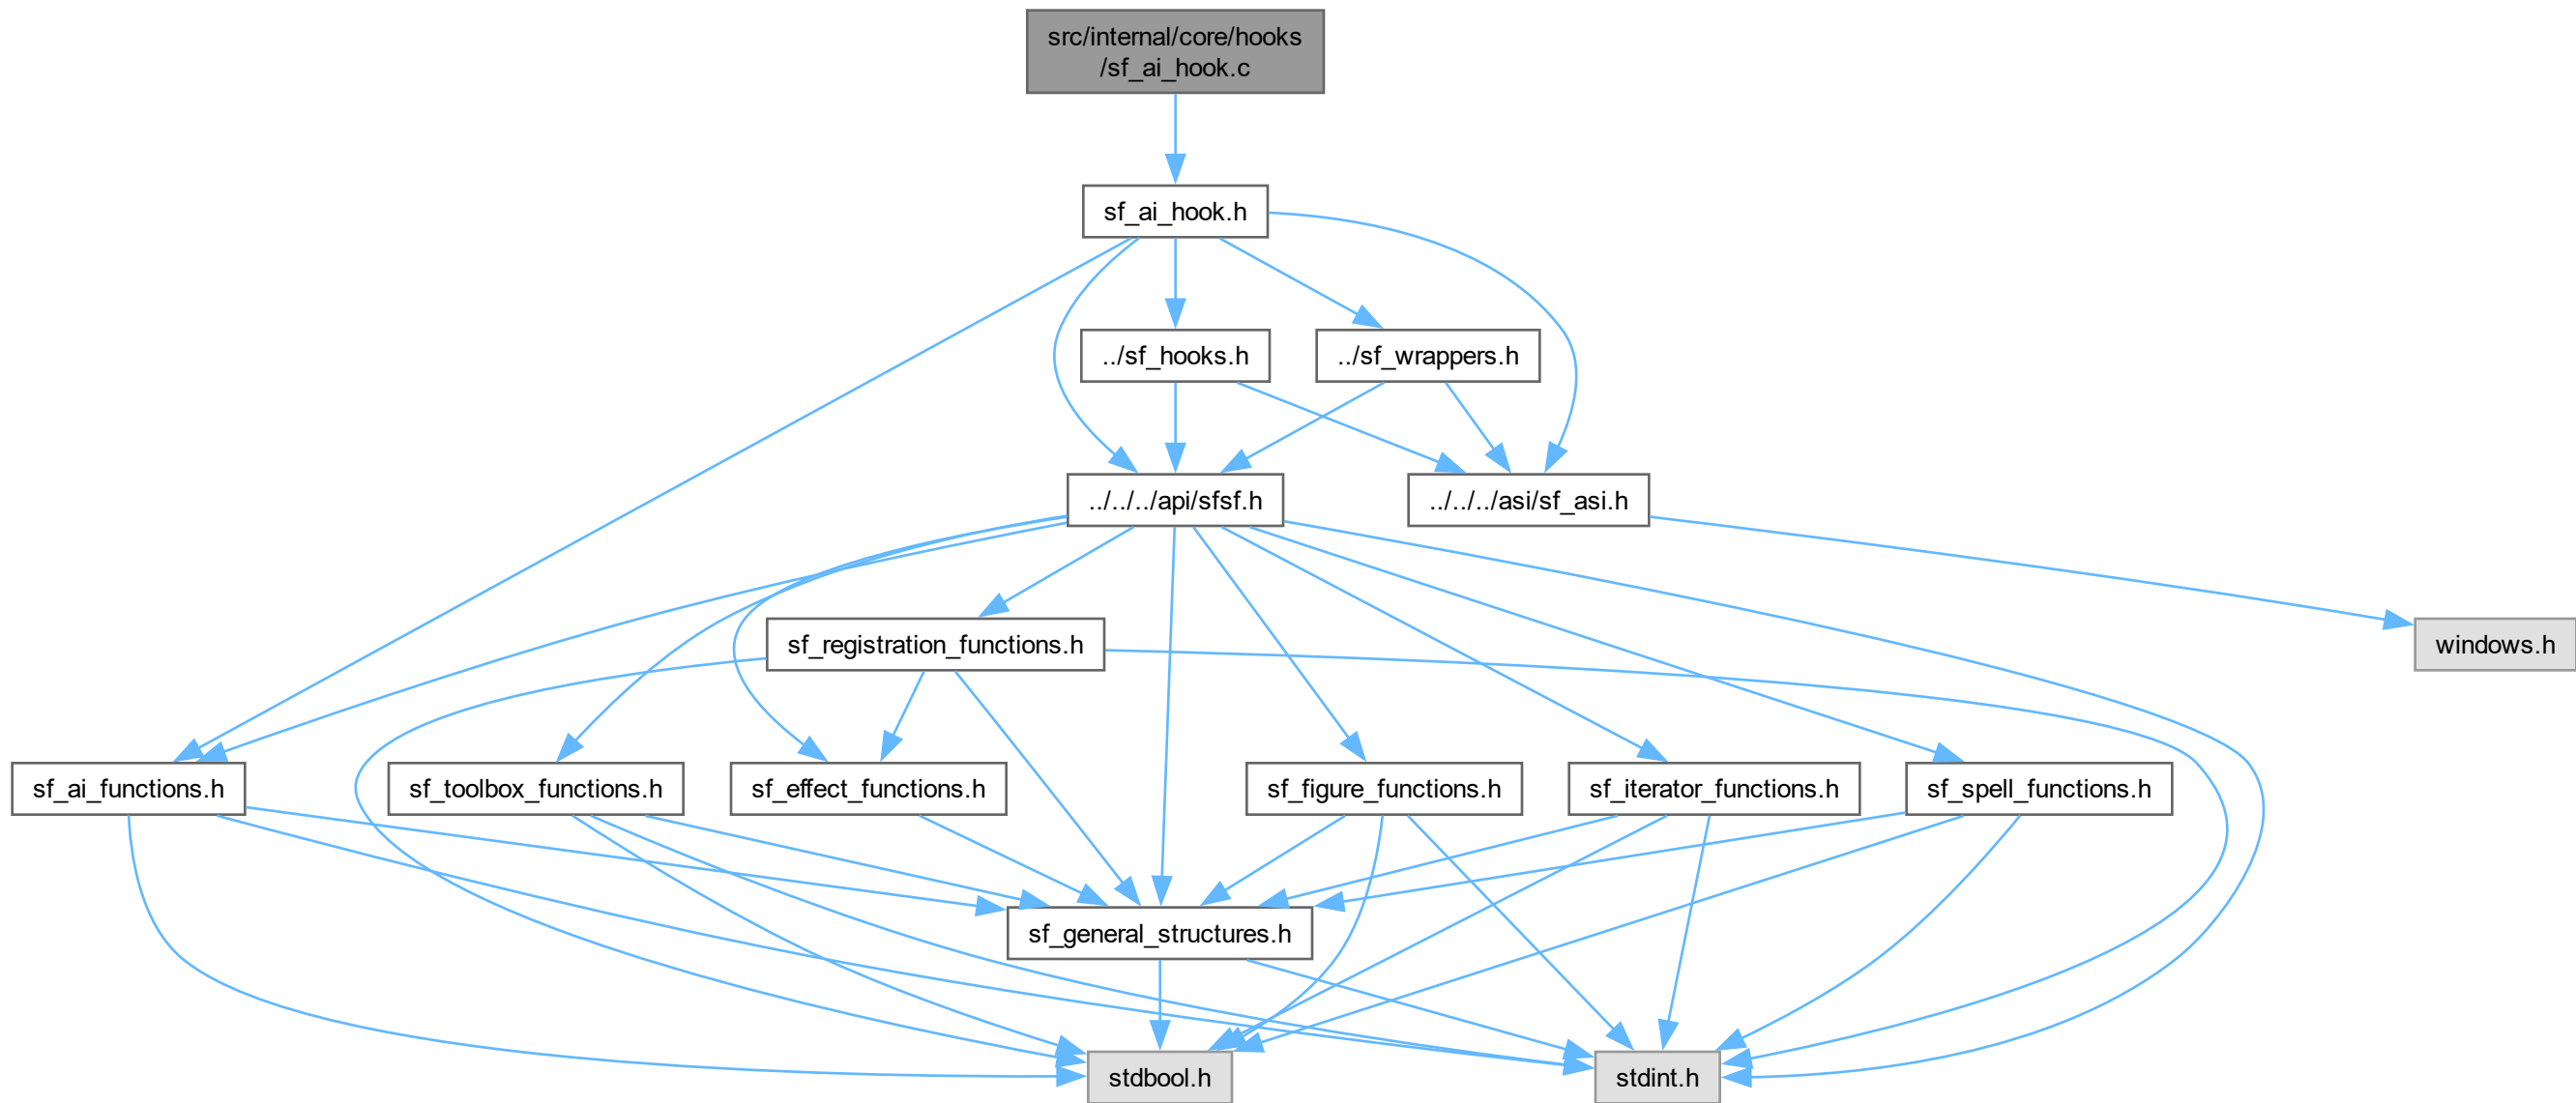 src/internal/core/hooks
/sf_ai_hook.c
sf_ai_hook.h
../sf_hooks.h
../sf_wrappers.h
../../../api/sfsf.h
../../../asi/sf_asi.h
sf_registration_functions.h
windows.h
sf_ai_functions.h
sf_toolbox_functions.h
sf_effect_functions.h
sf_figure_functions.h
sf_iterator_functions.h
sf_spell_functions.h
sf_general_structures.h
stdbool.h
stdint.h